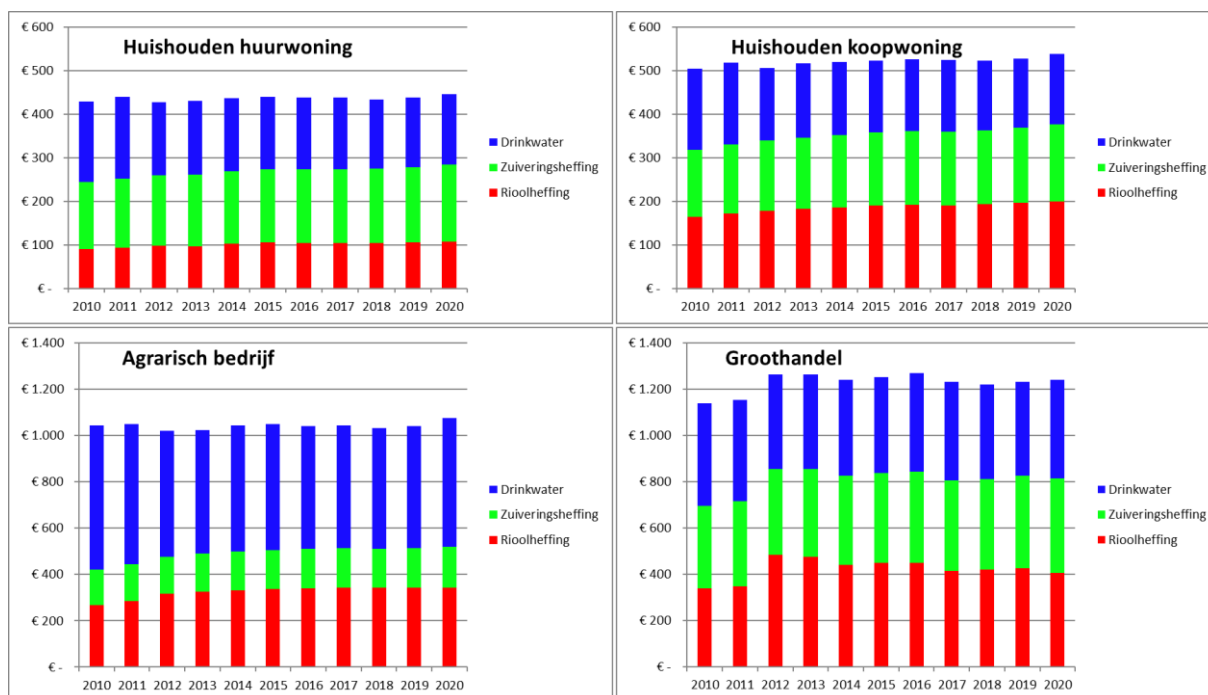 Huishouden huurwoning
€ 600
€ 500
€ 400
€ 300
€ 200
€ 100
€ -
2010 2011 2012 2013 2014 2015 2016 2017 2018 2019 2020
Drinkwater
Zuiveringsheffing
Rioolheffing
Huishouden koopwoning
€ 600
€ 500
€ 400
€ 300
€ 200
€ 100
€ -
2010 2011 2012 2013 2014 2015 2016 2017 2018 2019 2020
Drinkwater
Zuiveringsheffing
Rioolheffing
Agrarisch bedrijf
€ 1.400
€ 1.200
€ 1.000
€ 800
€ 600
€ 400
€ 200
€ -
2010 2011 2012 2013 2014 2015 2016 2017 2018 2019 2020
Drinkwater
Zuiveringsheffing
Rioolheffing
Groothandel
€ 1.400
€ 1.200
€ 1.000
€ 800
€ 600
€ 400
€ 200
€ -
2010 2011 2012 2013 2014 2015 2016 2017 2018 2019 2020
Drinkwater
Zuiveringsheffing
Rioolheffing